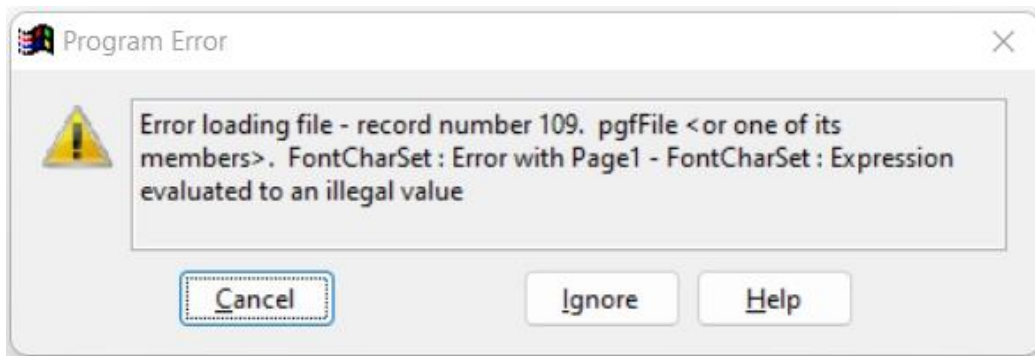 Program Error
Error loading file - record number 109.  pgfFile <or one of its
members>.  FontCharSet : Error with Page1 - FontCharSet : Expression
evaluated to an illegal value
Cancel
Ignore
Help